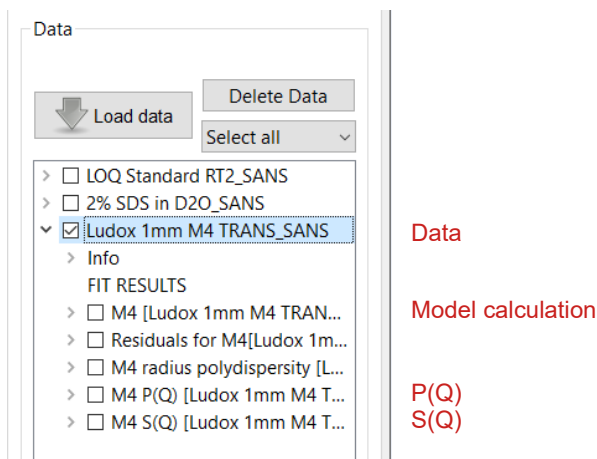 Data
Load data
Delete Data
Select all
LOQ Standard RT2_SANS
2% SDS in D2O_SANS
Ludox 1mm M4 TRANS_SANS Data
Info
FIT RESULTS
M4 [Ludox 1mm M4 TRAN... Model calculation
Residuals for M4[Ludox 1m...
M4 radius polydispersity [L...
M4 P(Q) [Ludox 1mm M4 T... P(Q)
M4 S(Q) [Ludox 1mm M4 T... S(Q)